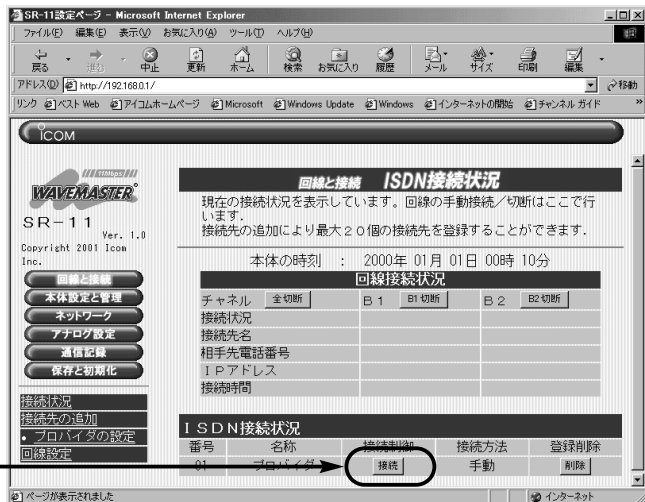 SR-11設定ページ - Microsoft Internet Explorer
ファイル(F) 編集(E) 表示(V) お気に入り(A) ツール(T) ヘルプ(H)
戻る 進む 中止 更新 ホーム 検索 お気に入り 履歴 メール サイズ 印刷 編集
アドレス(D) http://192.168.0.1/ 移動
リンク ベスト Web アイコムホームページ Microsoft Windows Update Windows インターネットの開始 チャンネル ガイド »
ICOM
11Mbps
WAVEMASTER
SR-11
Ver. 1.0
Copyright 2001 Icom
Inc.
回線と接続
本体設定と管理
ネットワーク
アナログ設定
通信記録
保存と初期化
接続状況
接続先の追加
• プロバイダの設定
回線設定
回線と接続 ISDN接続状況
現在の接続状況を表示しています．回線の手動接続／切断はここで行
います．
接続先の追加により最大２０個の接続先を登録することができます．
本体の時刻 ： 2000年 01月 01日 00時 10分
回線接続状況
チャネル 全切断 B1 B1切断 B2 B2切断
接続状況
接続先名
相手先電話番号
ＩＰアドレス
接続時間
ＩＳＤＮ接続状況
番号 名称 接続制御 接続方法 登録削除
01 プロバイダ 接続 手動 削除
ページが表示されました インターネット